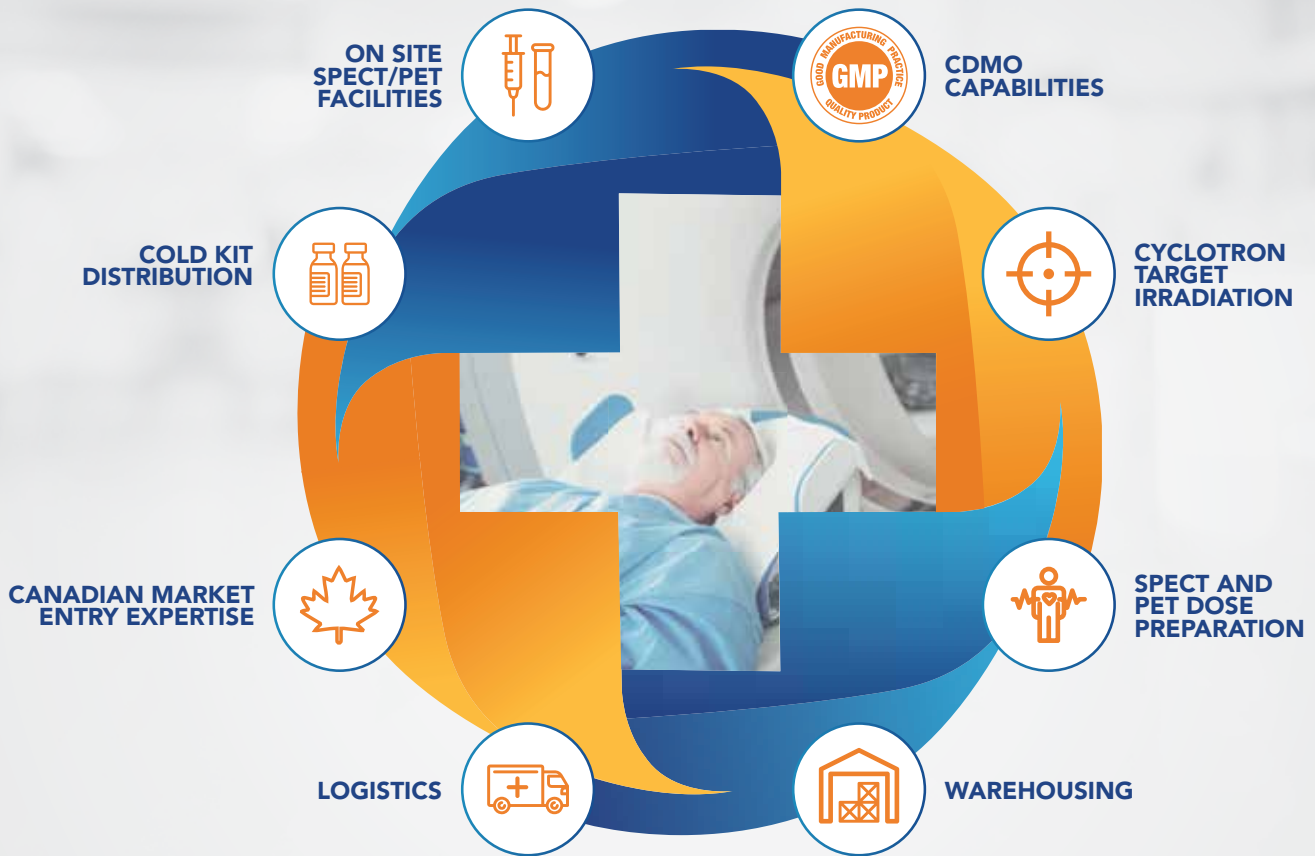 ON SITE
SPECT/PET
FACILITIES
GOOD MANUFACTURING PRACTICE
GMP
QUALITY PRODUCT
CDMO
CAPABILITIES
COLD KIT
DISTRIBUTION
CYCLOTRON
TARGET
IRRADIATION
CANADIAN MARKET
ENTRY EXPERTISE
SPECT AND
PET DOSE
PREPARATION
LOGISTICS
WAREHOUSING